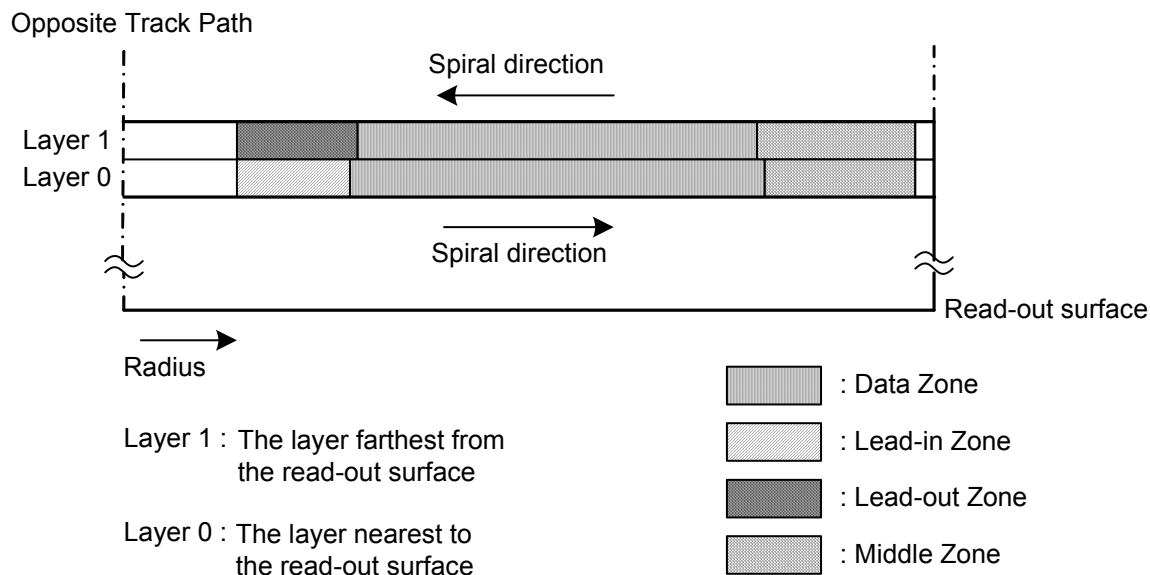 Opposite Track Path
Spiral direction
Layer 1
Layer 0
Spiral direction
Read-out surface
Radius
: Data Zone
Layer 1 : The layer farthest from
the read-out surface
: Lead-in Zone
: Lead-out Zone
Layer 0 : The layer nearest to
the read-out surface
: Middle Zone